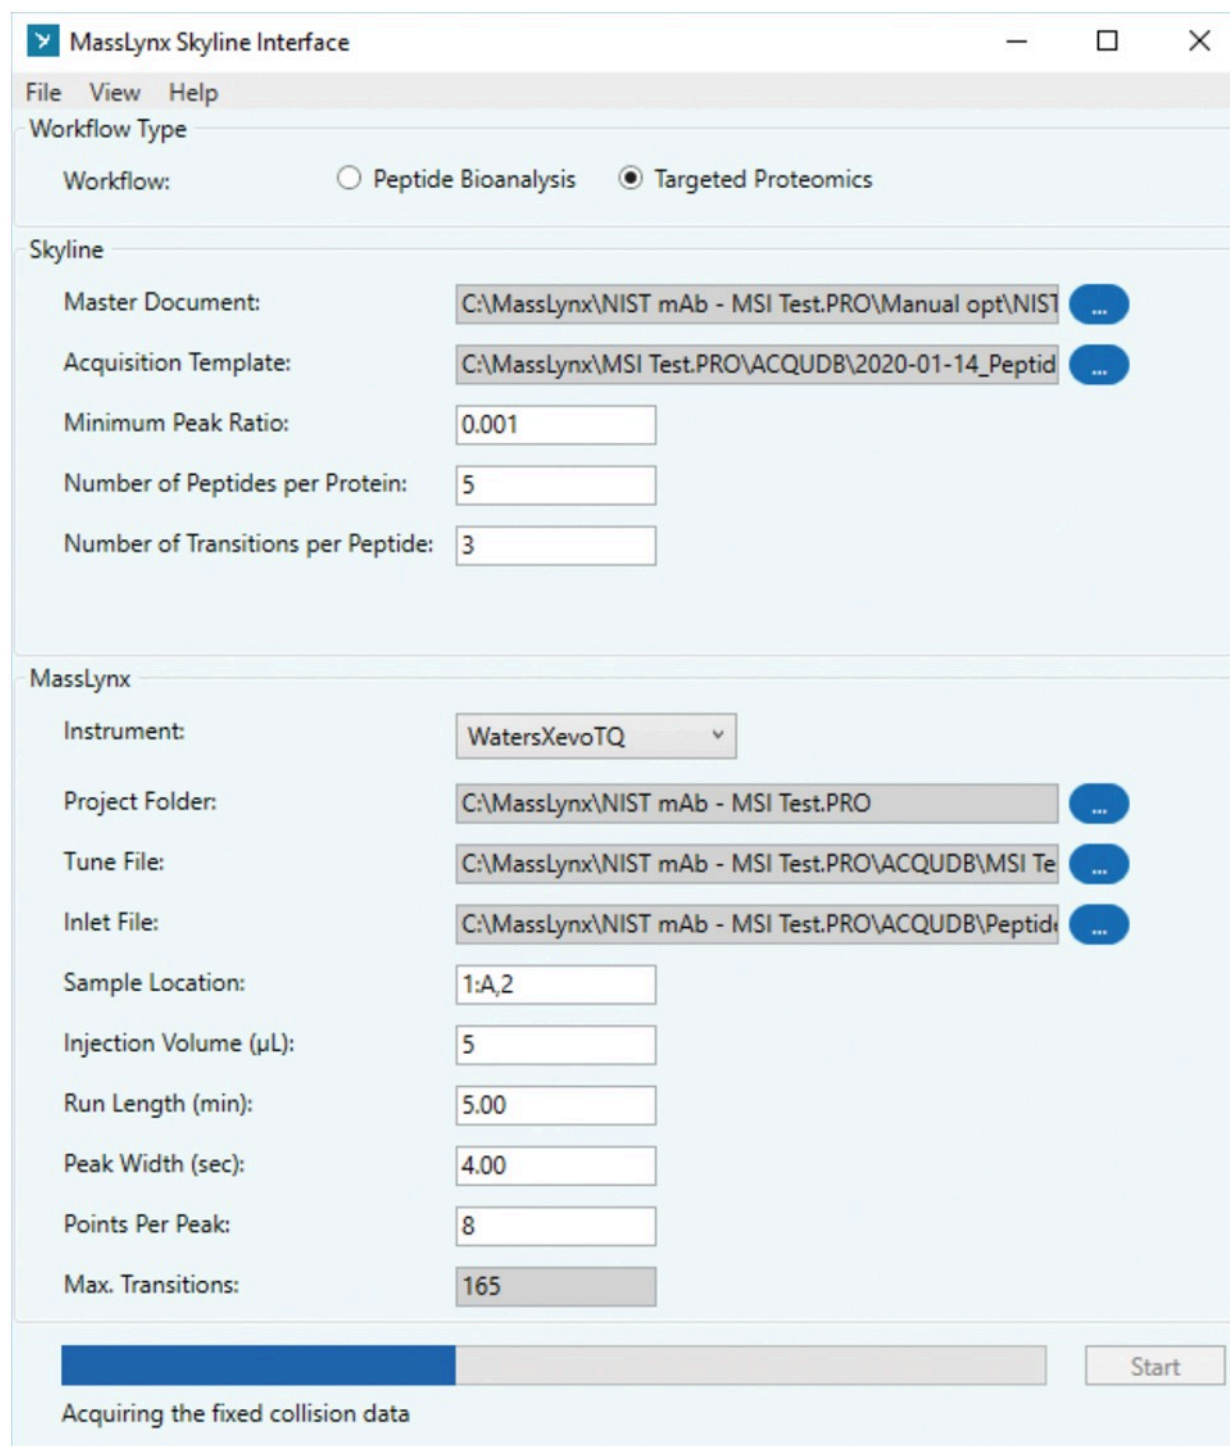 MassLynx Skyline Interface
File View Help
Workflow Type
Workflow: Peptide Bioanalysis Targeted Proteomics
Skyline
Master Document: C:\MassLynx\NIST mAb - MSI Test.PRO\Manual opt\NIST ...
Acquisition Template: C:\MassLynx\MSI Test.PRO\ACQUDB\2020-01-14_Peptid ...
Minimum Peak Ratio: 0.001
Number of Peptides per Protein: 5
Number of Transitions per Peptide: 3
MassLynx
Instrument: WatersXevoTQ
Project Folder: C:\MassLynx\NIST mAb - MSI Test.PRO ...
Tune File: C:\MassLynx\NIST mAb - MSI Test.PRO\ACQUDB\MSI Te ...
Inlet File: C:\MassLynx\NIST mAb - MSI Test.PRO\ACQUDB\Peptide ...
Sample Location: 1:A,2
Injection Volume (µL): 5
Run Length (min): 5.00
Peak Width (sec): 4.00
Points Per Peak: 8
Max. Transitions: 165
Start
Acquiring the fixed collision data